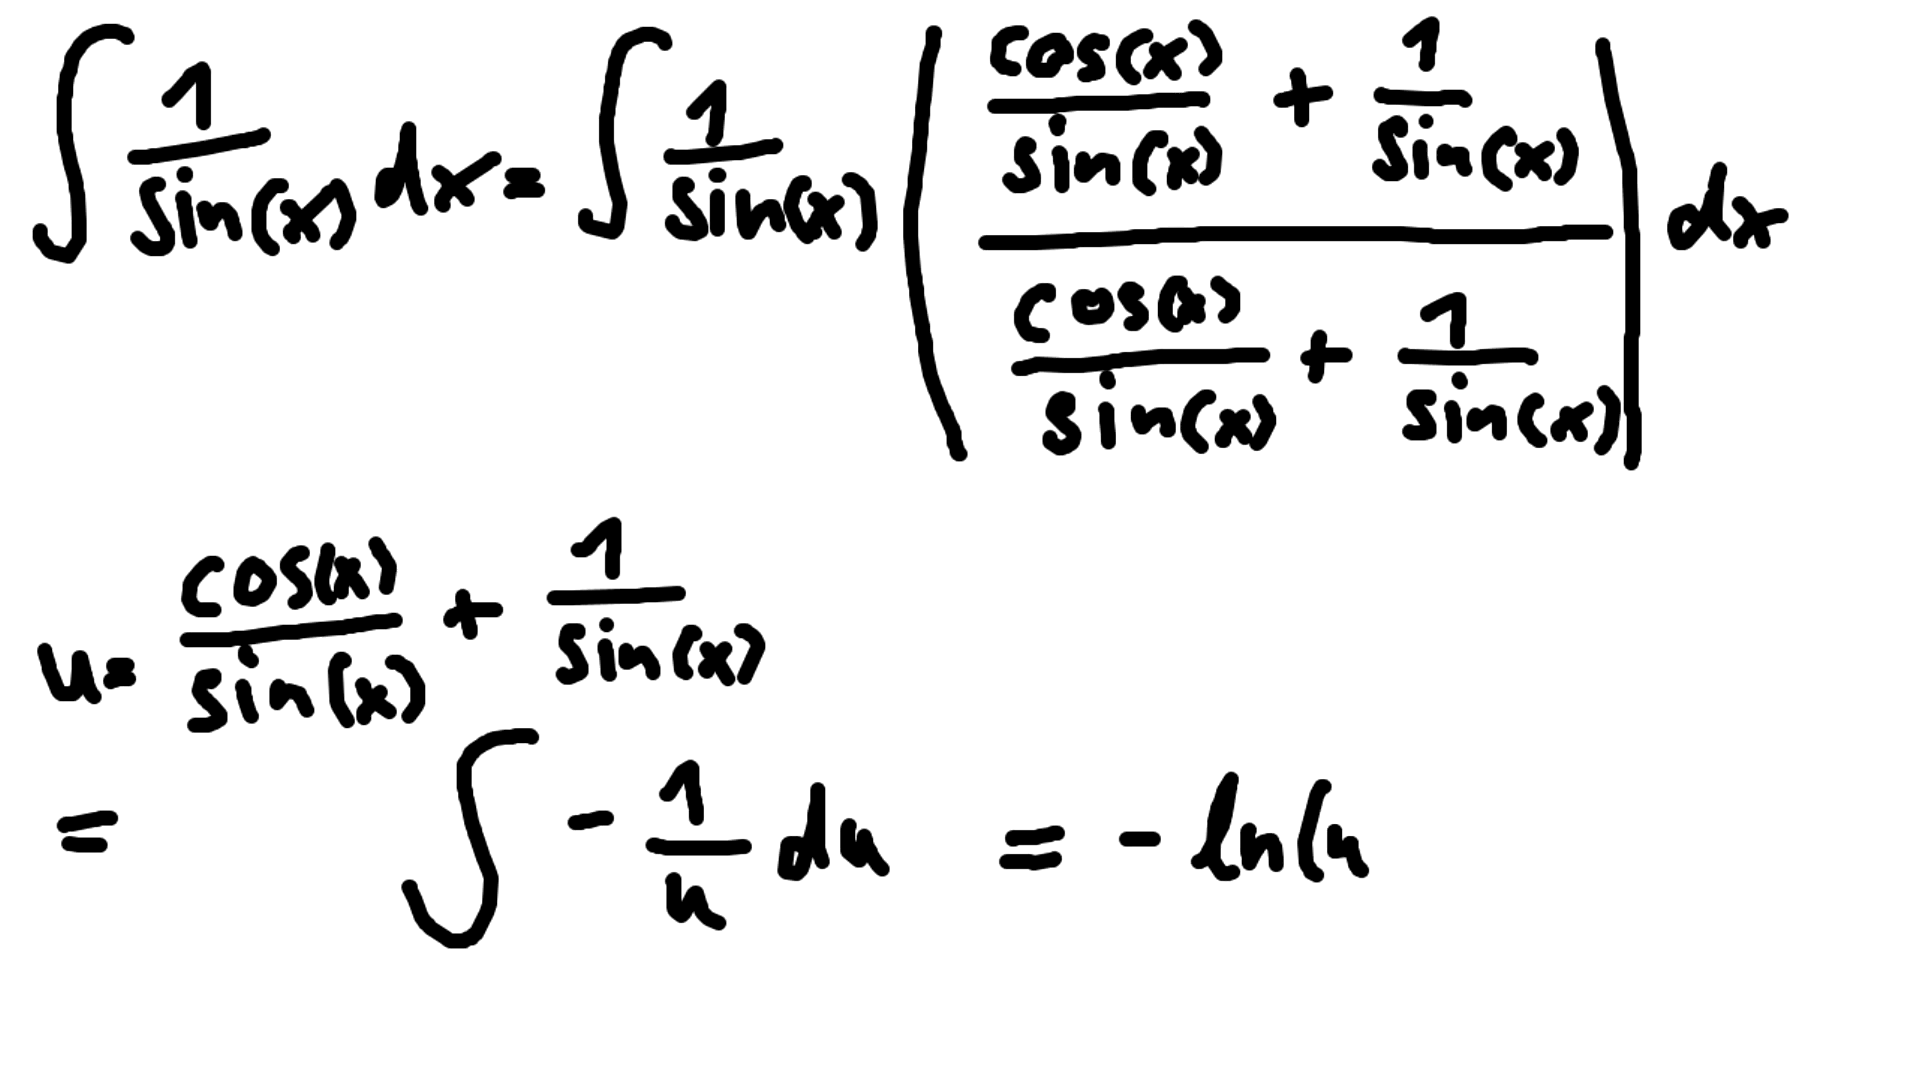 ∫ 1/sin(x) dx = ∫ 1/sin(x) ( (cos(x)/sin(x) + 1/sin(x)) / (cos(x)/sin(x) + 1/sin(x)) ) dx
u = cos(x)/sin(x) + 1/sin(x)
= ∫ - 1/u du = - ln(u